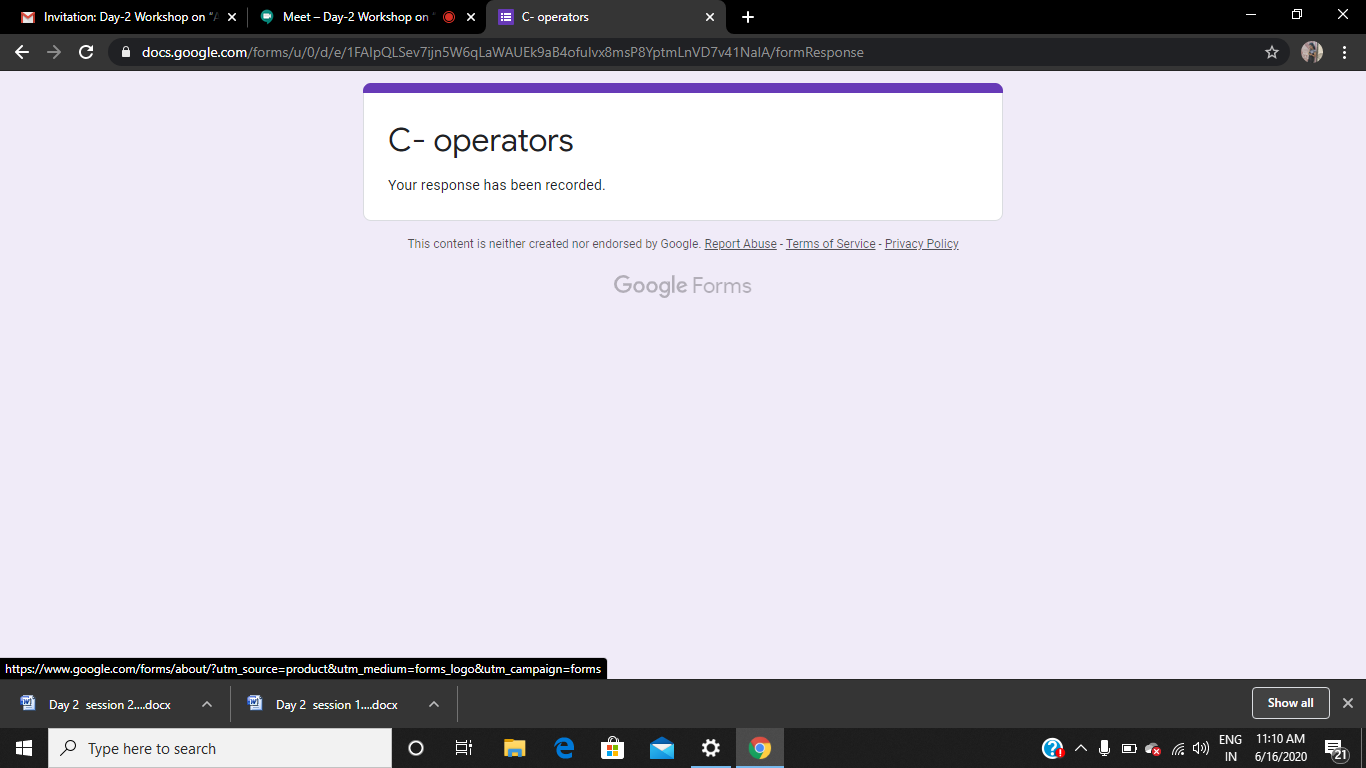 Invitation: Day-2 Workshop on "A
Meet – Day-2 Workshop on "
C- operators
docs.google.com/forms/u/0/d/e/1FAIpQLSev7ijn5W6qLaWAUEk9aB4ofuIvx8msP8YptmLnVD7v41NaIA/formResponse
C- operators
Your response has been recorded.
This content is neither created nor endorsed by Google. Report Abuse - Terms of Service - Privacy Policy
Google Forms
https://www.google.com/forms/about/?utm_source=product&utm_medium=forms_logo&utm_campaign=forms
Day 2 session 2....docx
Day 2 session 1....docx
Show all
Type here to search
ENG
IN
11:10 AM
6/16/2020
21